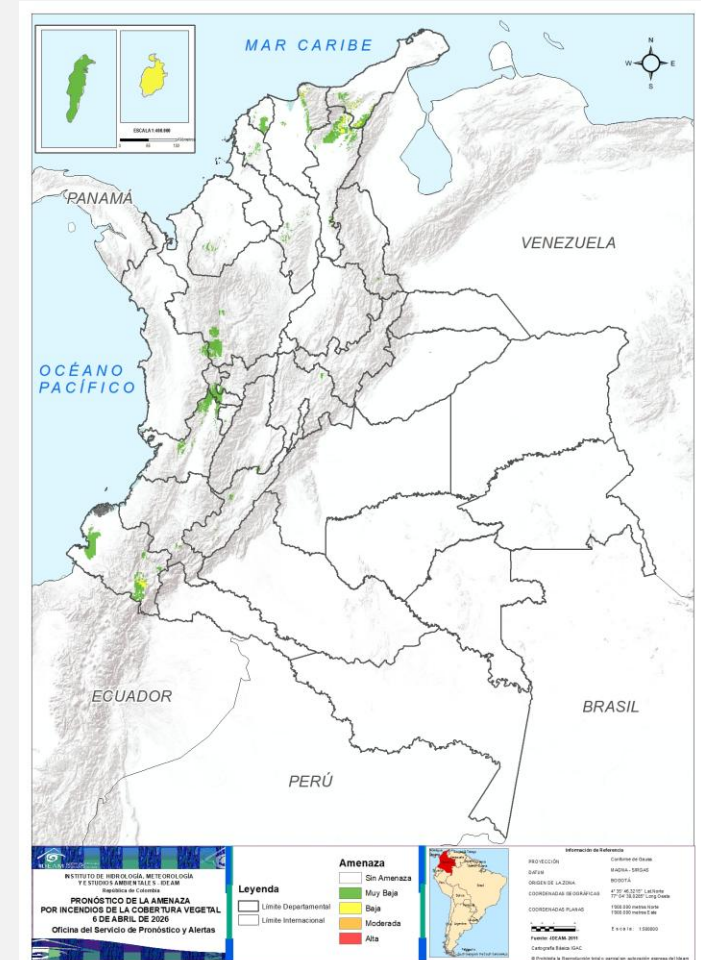 MAR CARIBE
N
W
E
S
ESCALA 1:400.000
PANAMÁ
VENEZUELA
OCÉANO
PACÍFICO
ECUADOR
BRASIL
PERÚ
IDEAM
INSTITUTO DE HIDROLOGÍA, METEOROLOGÍA
Y ESTUDIOS AMBIENTALES - IDEAM
República de Colombia
PRONÓSTICO DE LA AMENAZA
POR INCENDIOS DE LA COBERTURA VEGETAL
6 DE ABRIL DE 2026
Oficina del Servicio de Pronóstico y Alertas
Leyenda
Límite Departamental
Límite Internacional
Amenaza
Sin Amenaza
Muy Baja
Baja
Moderada
Alta
Información de Referencia
PROYECCIÓN Conforme de Gauss
DATUM MAGNA - SIRGAS
ORIGEN DE LA ZONA BOGOTÁ
COORDENADAS GEOGRÁFICAS
COORDENADAS PLANAS 1'000.000 metros Norte
1'000.000 metros Este
Fuente: IDEAM
Cartografía Básica IGAC